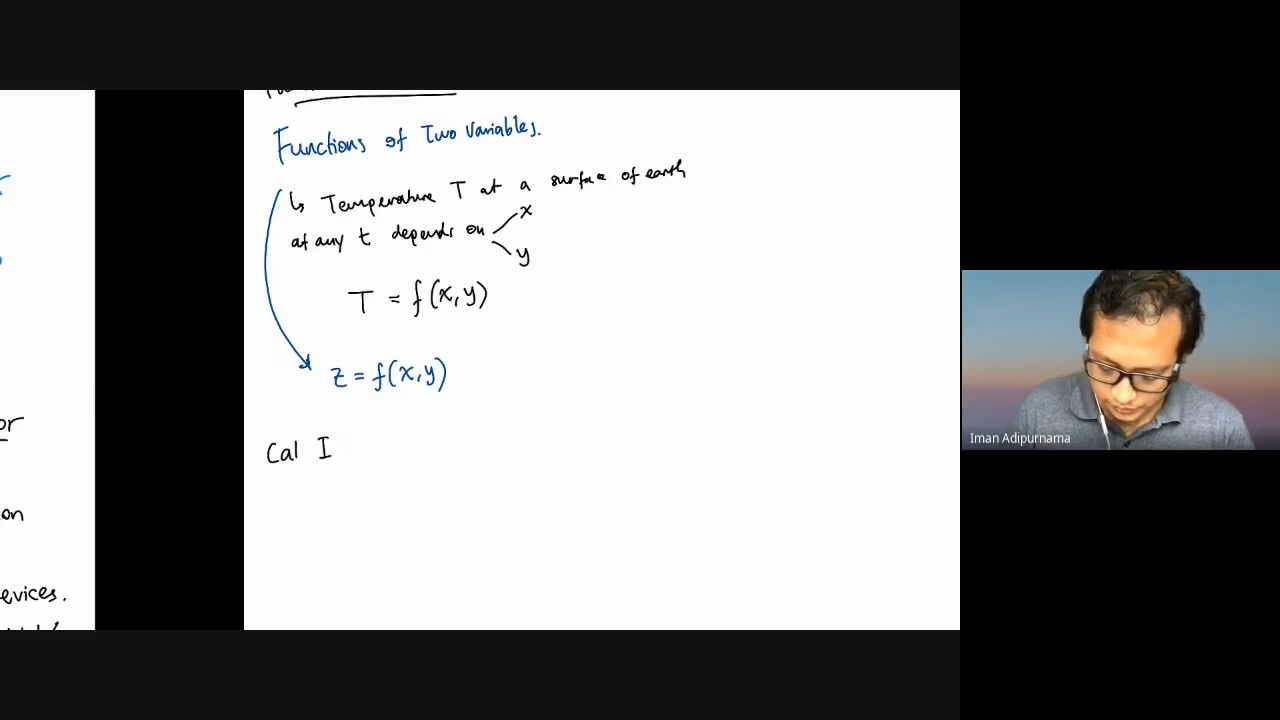 Functions of Two Variables.
↳ Temperature T at a surface of earth
at any t depends on x
y
T = f(x,y)
z = f(x,y)
Cal I
or
on
evices.
Iman Adipurnama